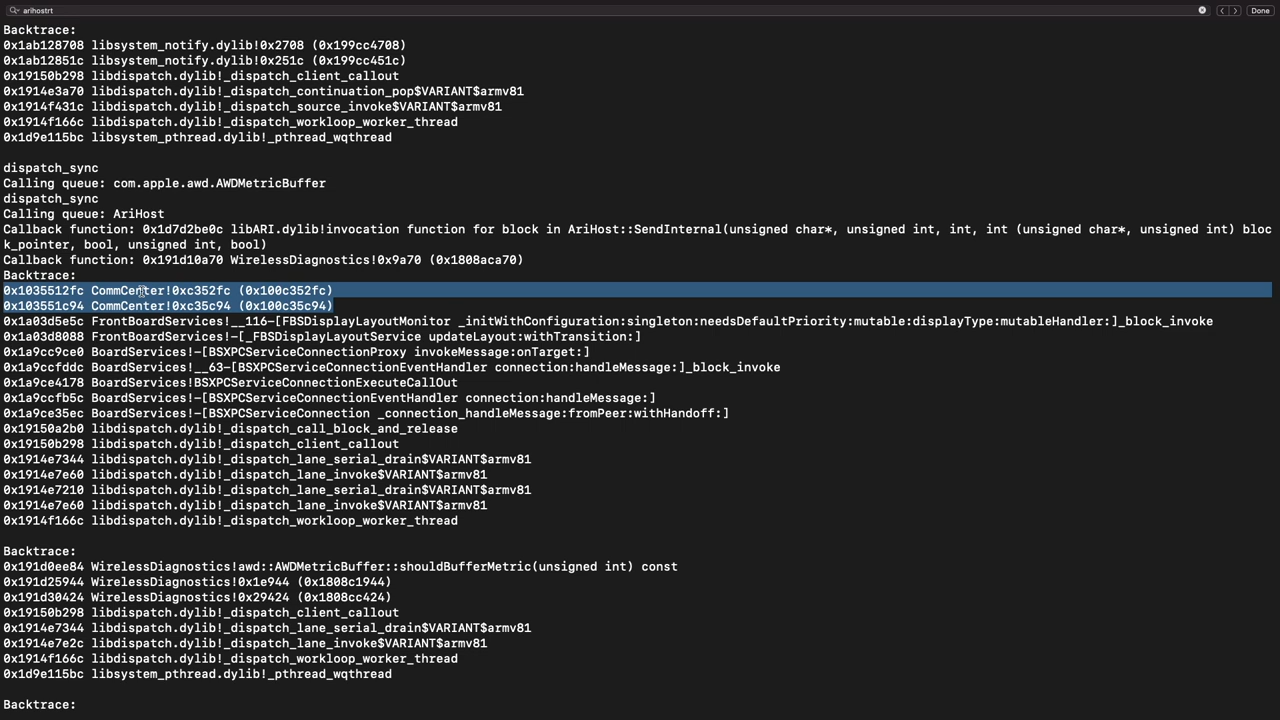 arihostrt
Done
Backtrace:
0x1ab128708 libsystem_notify.dylib!0x2708 (0x199cc4708)
0x1ab12851c libsystem_notify.dylib!0x251c (0x199cc451c)
0x19150b298 libdispatch.dylib!_dispatch_client_callout
0x1914e3a70 libdispatch.dylib!_dispatch_continuation_pop$VARIANT$armv81
0x1914f431c libdispatch.dylib!_dispatch_source_invoke$VARIANT$armv81
0x1914f166c libdispatch.dylib!_dispatch_workloop_worker_thread
0x1d9e115bc libsystem_pthread.dylib!_pthread_wqthread
dispatch_sync
Calling queue: com.apple.awd.AWDMetricBuffer
dispatch_sync
Calling queue: AriHost
Callback function: 0x1d7d2be0c libARI.dylib!invocation function for block in AriHost::SendInternal(unsigned char*, unsigned int, int, int (unsigned char*, unsigned int) bloc
k_pointer, bool, unsigned int, bool)
Callback function: 0x191d10a70 WirelessDiagnostics!0x9a70 (0x1808aca70)
Backtrace:
0x1035512fc CommCenter!0xc352fc (0x100c352fc)
0x103551c94 CommCenter!0xc35c94 (0x100c35c94)
0x1a03d5e5c FrontBoardServices!__116-[FBSDisplayLayoutMonitor _initWithConfiguration:singleton:needsDefaultPriority:mutable:displayType:mutableHandler:]_block_invoke
0x1a03d8088 FrontBoardServices!-[_FBSDisplayLayoutService updateLayout:withTransition:]
0x1a9cc9ce0 BoardServices!-[BSXPCServiceConnectionProxy invokeMessage:onTarget:]
0x1a9ccfddc BoardServices!__63-[BSXPCServiceConnectionEventHandler connection:handleMessage:]_block_invoke
0x1a9ce4178 BoardServices!BSXPCServiceConnectionExecuteCallOut
0x1a9ccfb5c BoardServices!-[BSXPCServiceConnectionEventHandler connection:handleMessage:]
0x1a9ce35ec BoardServices!-[BSXPCServiceConnection _connection_handleMessage:fromPeer:withHandoff:]
0x19150a2b0 libdispatch.dylib!_dispatch_call_block_and_release
0x19150b298 libdispatch.dylib!_dispatch_client_callout
0x1914e7344 libdispatch.dylib!_dispatch_lane_serial_drain$VARIANT$armv81
0x1914e7e60 libdispatch.dylib!_dispatch_lane_invoke$VARIANT$armv81
0x1914e7210 libdispatch.dylib!_dispatch_lane_serial_drain$VARIANT$armv81
0x1914e7e60 libdispatch.dylib!_dispatch_lane_invoke$VARIANT$armv81
0x1914f166c libdispatch.dylib!_dispatch_workloop_worker_thread
Backtrace:
0x191d0ee84 WirelessDiagnostics!awd::AWDMetricBuffer::shouldBufferMetric(unsigned int) const
0x191d25944 WirelessDiagnostics!0x1e944 (0x1808c1944)
0x191d30424 WirelessDiagnostics!0x29424 (0x1808cc424)
0x19150b298 libdispatch.dylib!_dispatch_client_callout
0x1914e7344 libdispatch.dylib!_dispatch_lane_serial_drain$VARIANT$armv81
0x1914e7e2c libdispatch.dylib!_dispatch_lane_invoke$VARIANT$armv81
0x1914f166c libdispatch.dylib!_dispatch_workloop_worker_thread
0x1d9e115bc libsystem_pthread.dylib!_pthread_wqthread
Backtrace: